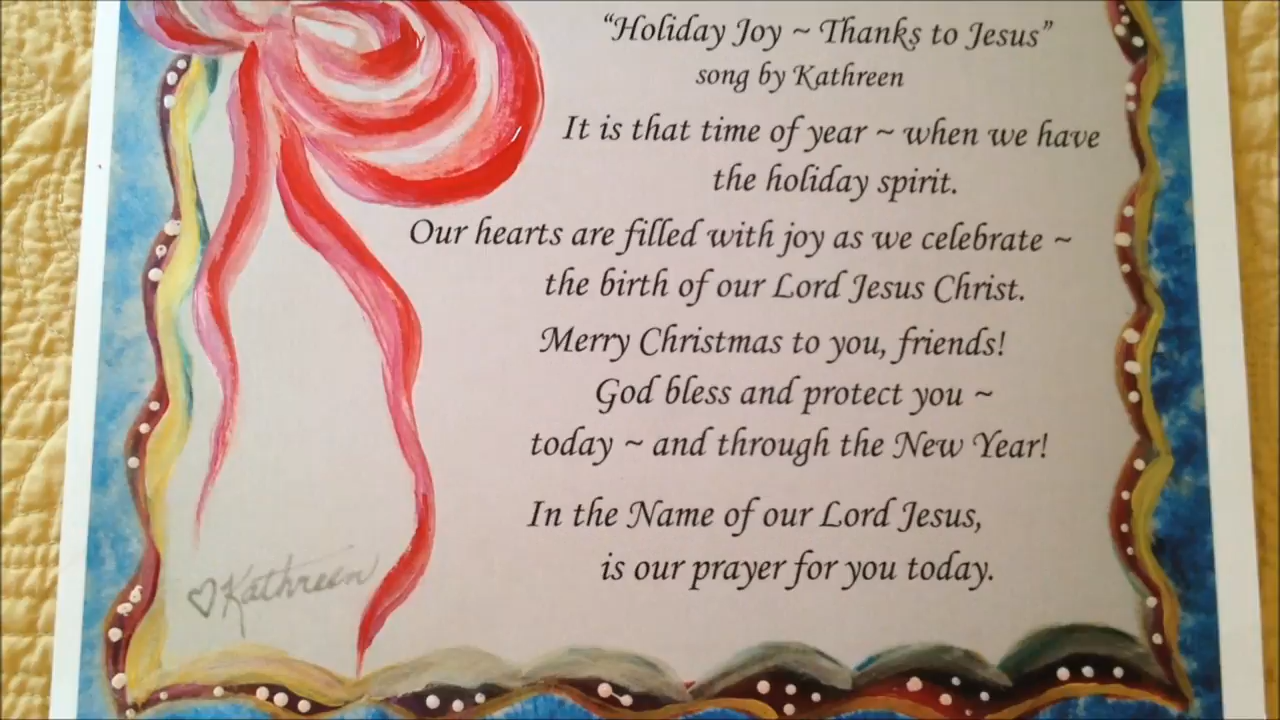 “Holiday Joy ~ Thanks to Jesus”
song by Kathreen
It is that time of year ~ when we have
the holiday spirit.
Our hearts are filled with joy as we celebrate ~
the birth of our Lord Jesus Christ.
Merry Christmas to you, friends!
God bless and protect you ~
today ~ and through the New Year!
In the Name of our Lord Jesus,
is our prayer for you today.
♡Kathreen